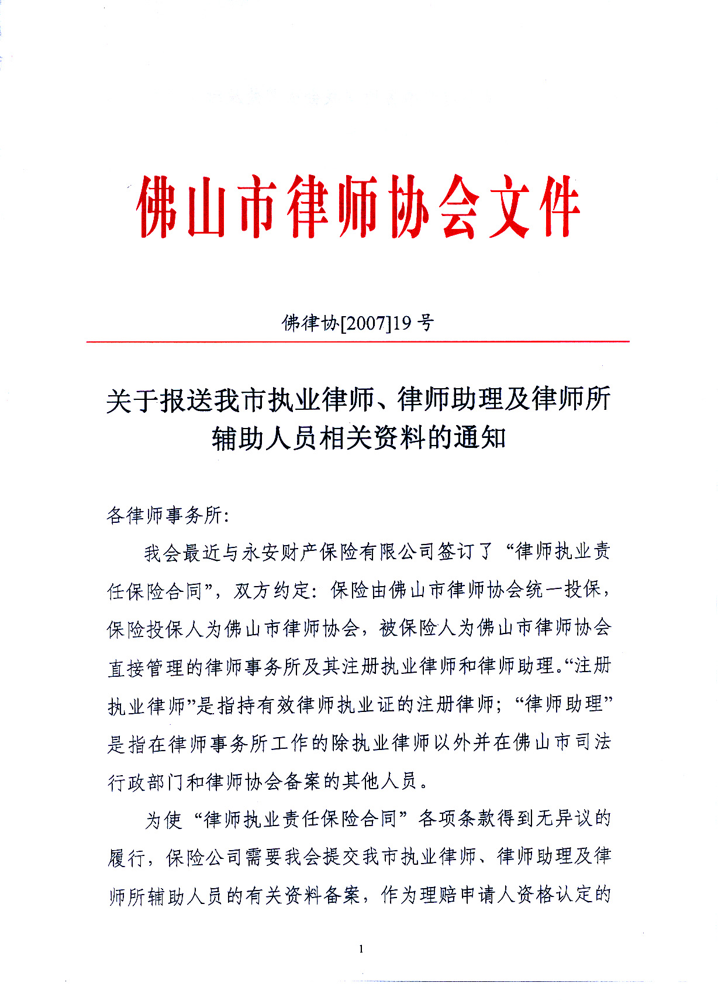 佛山市律师协会文件
佛律协[2007]19 号
关于报送我市执业律师、律师助理及律师所
辅助人员相关资料的通知
各律师事务所：
我会最近与永安财产保险有限公司签订了“律师执业责
任保险合同”，双方约定：保险由佛山市律师协会统一投保，
保险投保人为佛山市律师协会，被保险人为佛山市律师协会
直接管理的律师事务所及其注册执业律师和律师助理。“注册
执业律师”是指持有效律师执业证的注册律师；“律师助理”
是指在律师事务所工作的除执业律师以外并在佛山市司法
行政部门和律师协会备案的其他人员。
为使“律师执业责任保险合同”各项条款得到无异议的
履行，保险公司需要我会提交我市执业律师、律师助理及律
师所辅助人员的有关资料备案，作为理赔申请人资格认定的
1